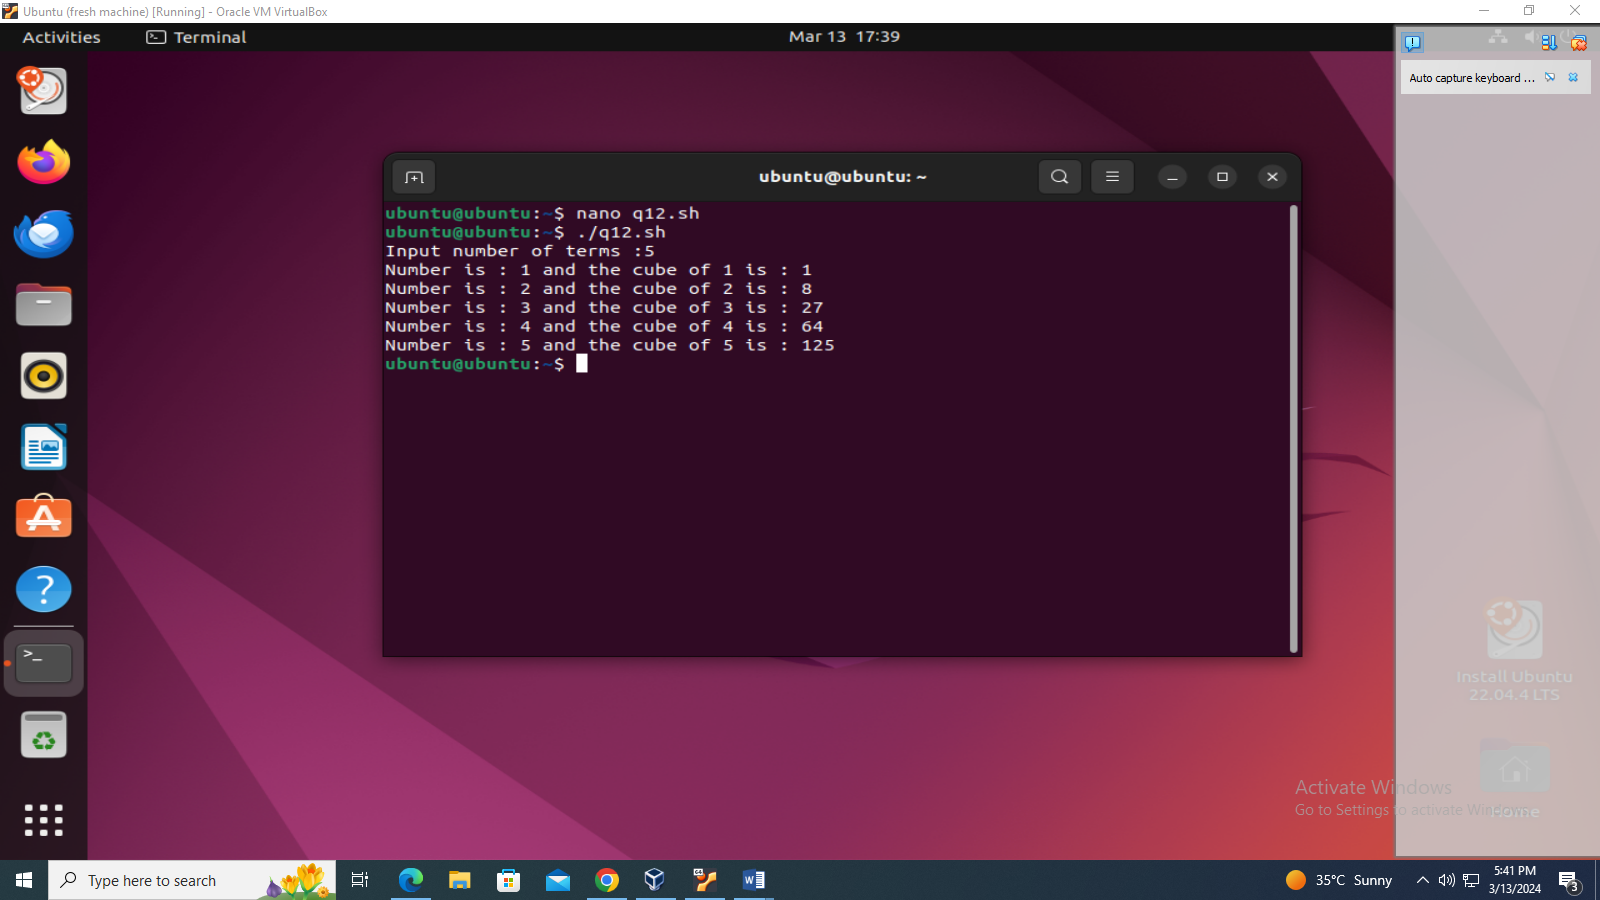 Ubuntu (fresh machine) [Running] - Oracle VM VirtualBox
Activities
Terminal
Mar 13 17:39
Auto capture keyboard ...
ubuntu@ubuntu: ~
ubuntu@ubuntu:~$ nano q12.sh
ubuntu@ubuntu:~$ ./q12.sh
Input number of terms :5
Number is : 1 and the cube of 1 is : 1
Number is : 2 and the cube of 2 is : 8
Number is : 3 and the cube of 3 is : 27
Number is : 4 and the cube of 4 is : 64
Number is : 5 and the cube of 5 is : 125
ubuntu@ubuntu:~$
Install Ubuntu
22.04.4 LTS
Activate Windows
Go to Settings to activate Windows.
Home
Type here to search
35°C Sunny
5:41 PM
3/13/2024
3